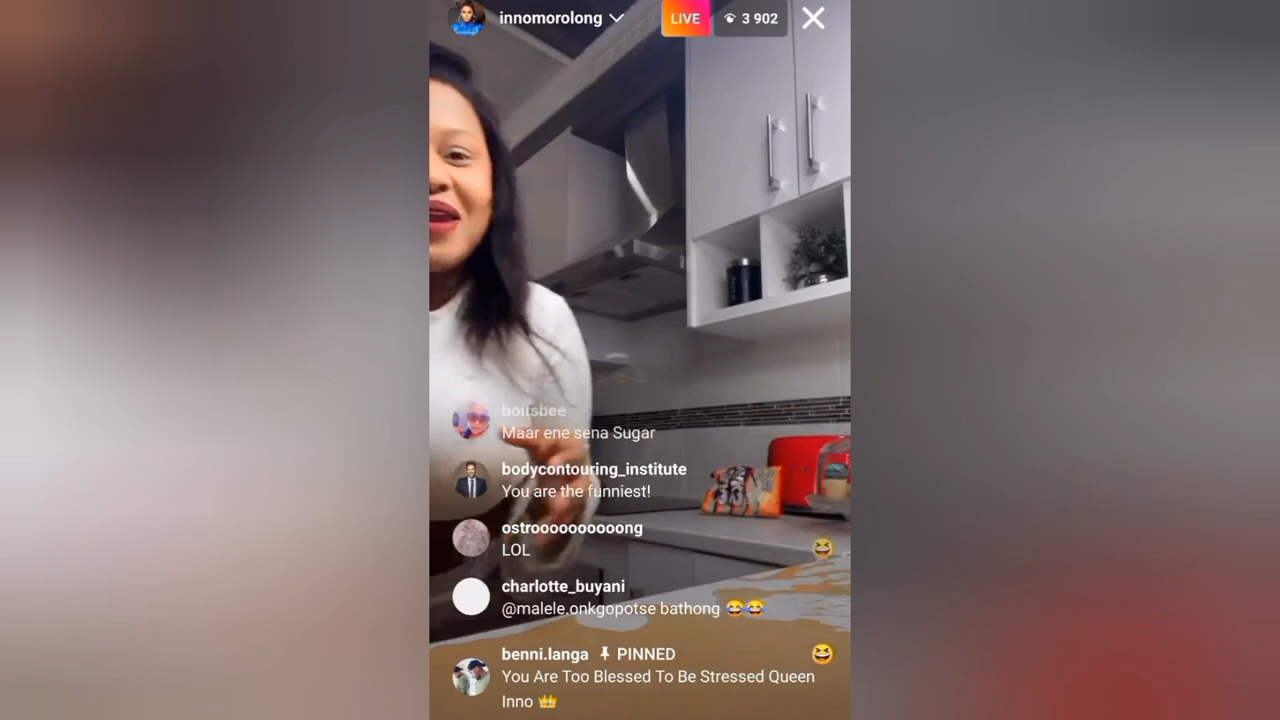 innomorolong
LIVE
3 902
boitsbee
Maar ene sena Sugar
bodycontouring_institute
You are the funniest!
ostroooooooooong
LOL
charlotte_buyani
@malele.onkgopotse bathong 😂😂
benni.langa 📌 PINNED
You Are Too Blessed To Be Stressed Queen
Inno 👑